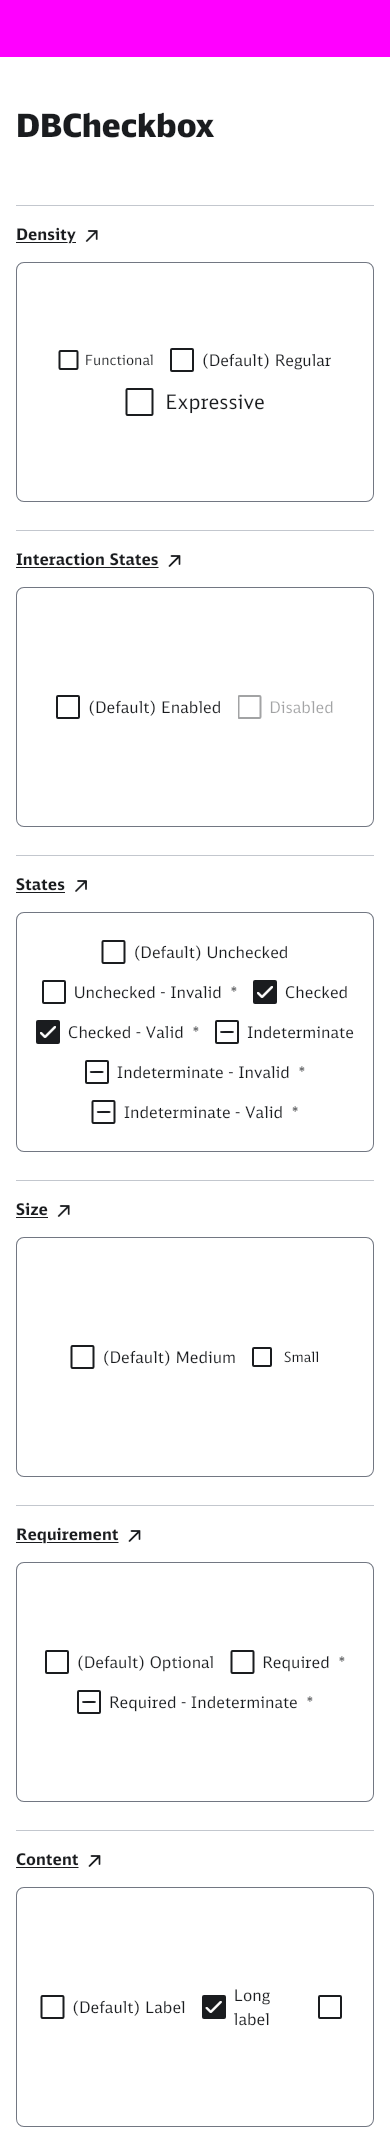 DBCheckbox
Density
Functional (Default) Regular
Expressive
Interaction States
(Default) Enabled Disabled
States
(Default) Unchecked
Unchecked - Invalid * Checked
Checked - Valid * Indeterminate
Indeterminate - Invalid *
Indeterminate - Valid *
Size
(Default) Medium Small
Requirement
(Default) Optional Required *
Required - Indeterminate *
Content
(Default) Label Long
label